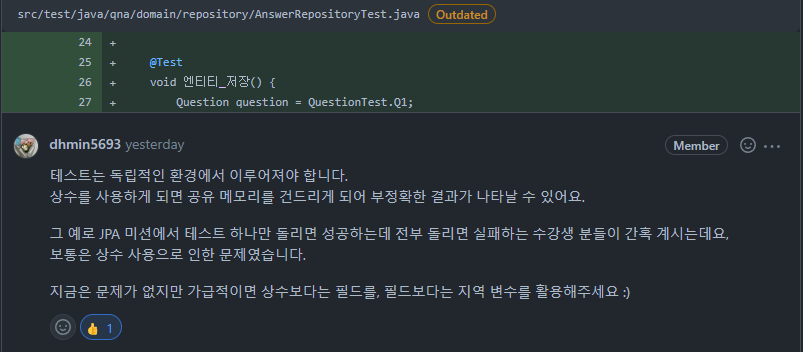 src/test/java/qna/domain/repository/AnswerRepositoryTest.java Outdated
24 +
25 + @Test
26 + void 엔티티_저장() {
27 + Question question = QuestionTest.Q1;
dhmin5693 yesterday Member
테스트는 독립적인 환경에서 이루어져야 합니다.
상수를 사용하게 되면 공유 메모리를 건드리게 되어 부정확한 결과가 나타날 수 있어요.
그 예로 JPA 미션에서 테스트 하나만 돌리면 성공하는데 전부 돌리면 실패하는 수강생 분들이 간혹 계시는데요,
보통은 상수 사용으로 인한 문제였습니다.
지금은 문제가 없지만 가급적이면 상수보다는 필드를, 필드보다는 지역 변수를 활용해주세요 :)
👍 1